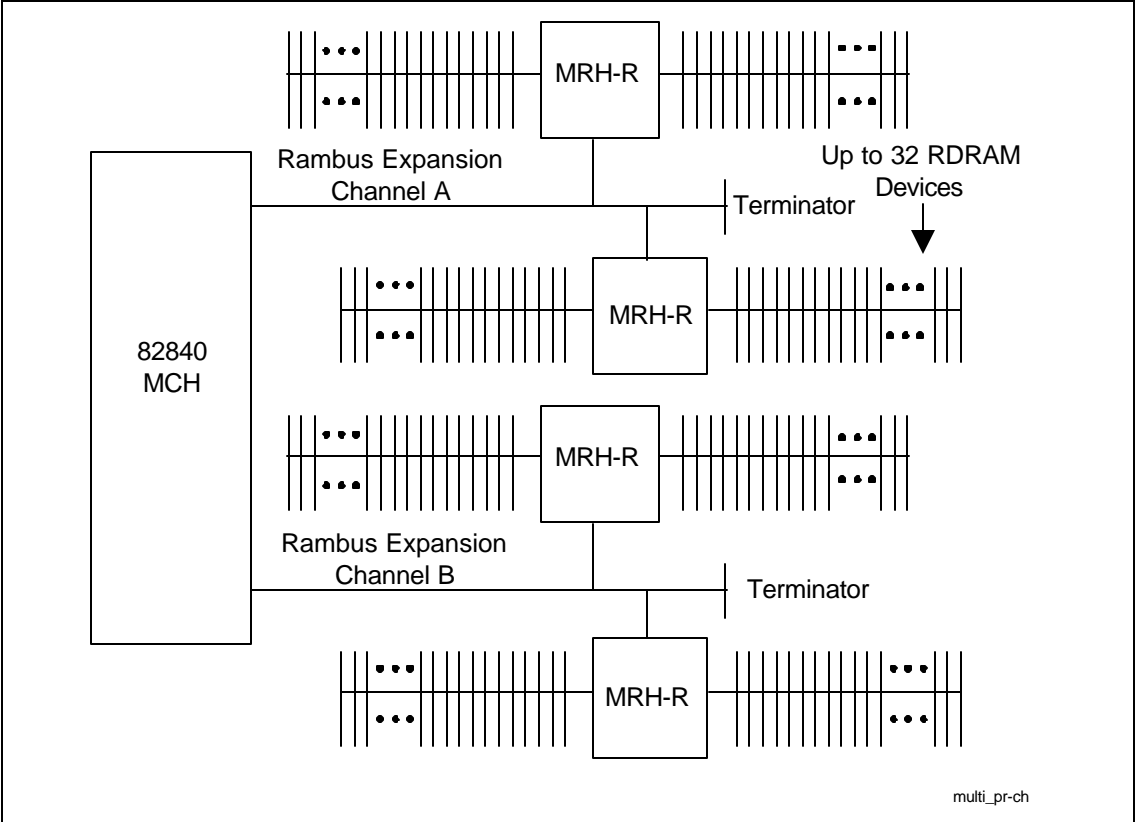 MRH-R
Rambus Expansion
Channel A
Up to 32 RDRAM
Devices
Terminator
MRH-R
82840
MCH
MRH-R
Rambus Expansion
Channel B
Terminator
MRH-R
multi_pr-ch